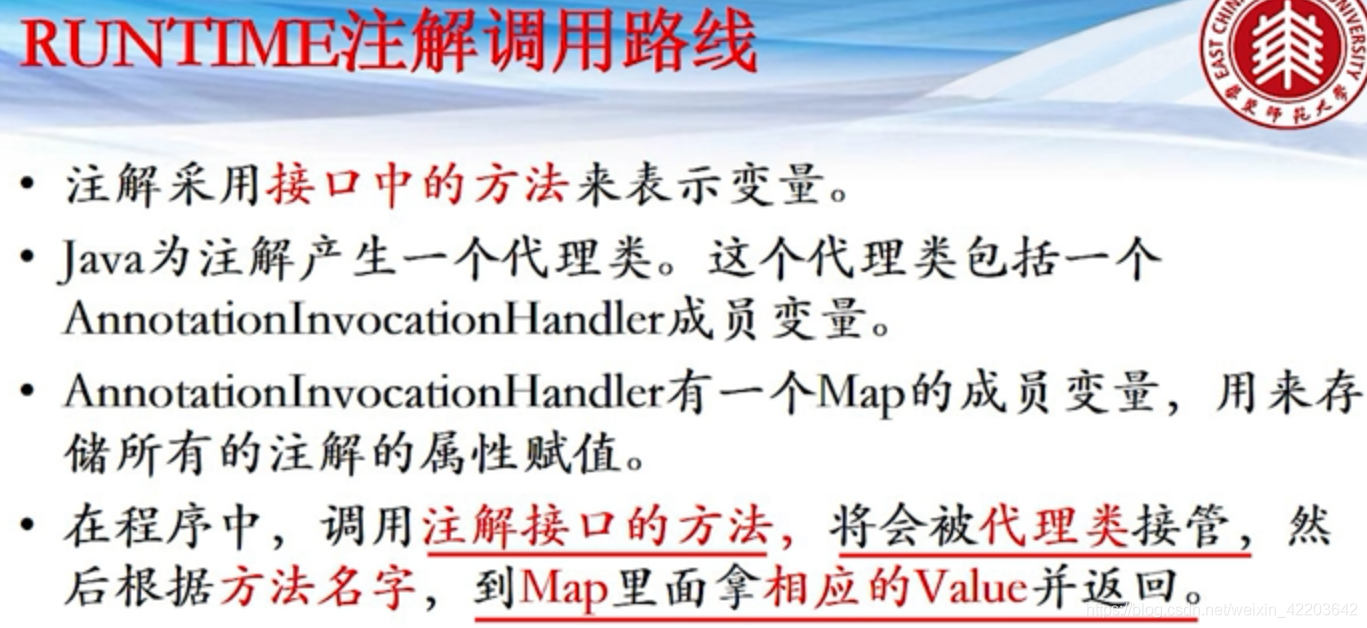 RUNTIME注解调用路线
EAST CHINA
UNIVERSITY
华东师范大学
• 注解采用接口中的方法来表示变量。
• Java为注解产生一个代理类。这个代理类包括一个
AnnotationInvocationHandler成员变量。
• AnnotationInvocationHandler有一个Map的成员变量，用来存
储所有的注解的属性赋值。
• 在程序中，调用注解接口的方法，将会被代理类接管，然
后根据方法名字，到Map里面拿相应的Value并返回。
https://blog.csdn.net/weixin_42203642